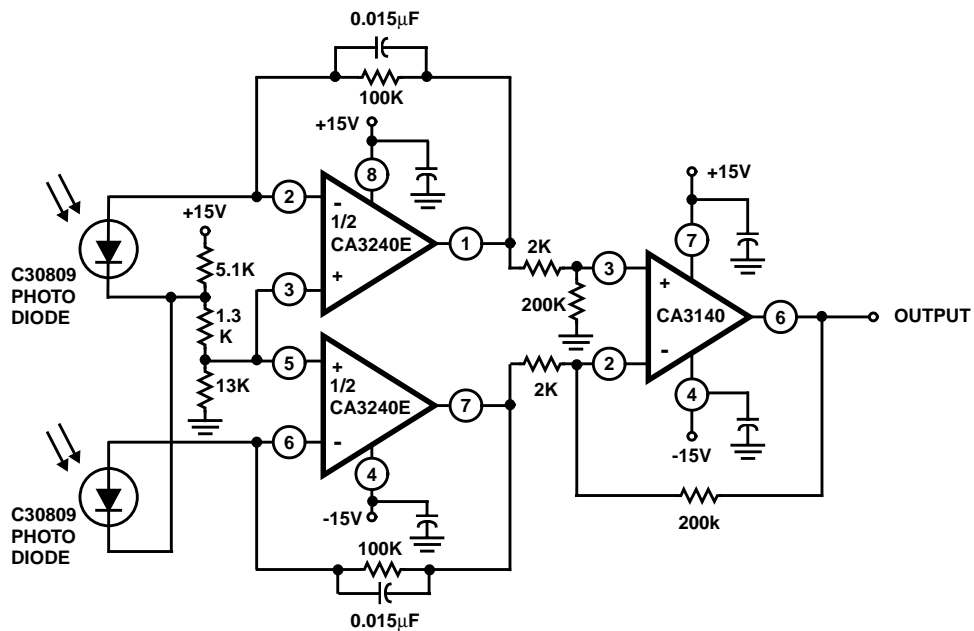 0.015μF
100K
+15V
8
2
-
1/2
CA3240E
1
+
3
+15V
5.1K
C30809
PHOTO
DIODE
1.3
K
13K
5
+
1/2
CA3240E
7
6
-
4
-15V
C30809
PHOTO
DIODE
100K
0.015μF
2K
3
200K
+15V
7
+
CA3140
6
OUTPUT
2K
2
-
4
-15V
200k